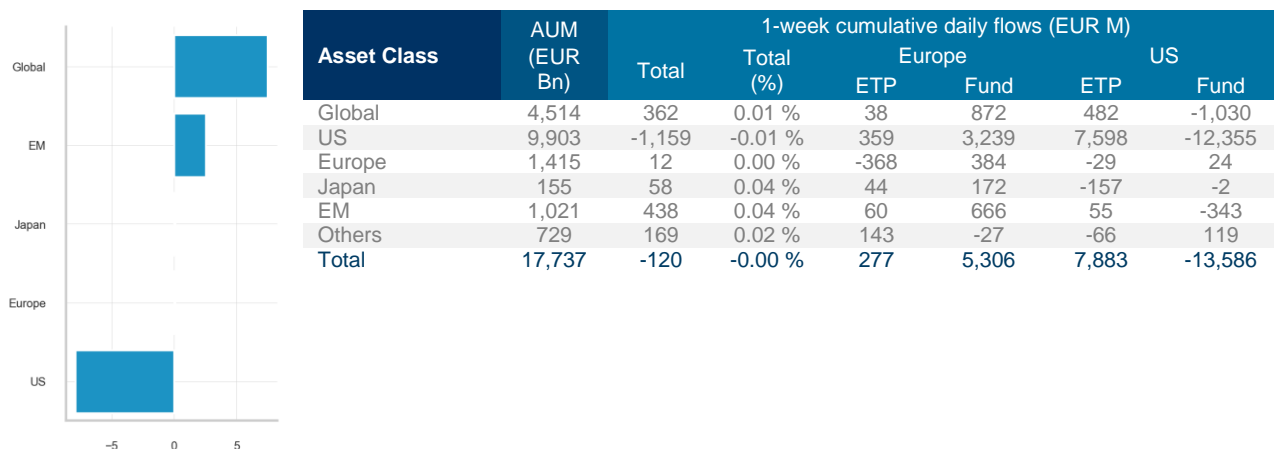 Global
EM
Japan
Europe
US
−5 0 5
Asset Class AUM (EUR Bn) 1-week cumulative daily flows (EUR M)
Total Total (%) Europe US
ETP Fund ETP Fund
Global 4,514 362 0.01 % 38 872 482 -1,030
US 9,903 -1,159 -0.01 % 359 3,239 7,598 -12,355
Europe 1,415 12 0.00 % -368 384 -29 24
Japan 155 58 0.04 % 44 172 -157 -2
EM 1,021 438 0.04 % 60 666 55 -343
Others 729 169 0.02 % 143 -27 -66 119
Total 17,737 -120 -0.00 % 277 5,306 7,883 -13,586